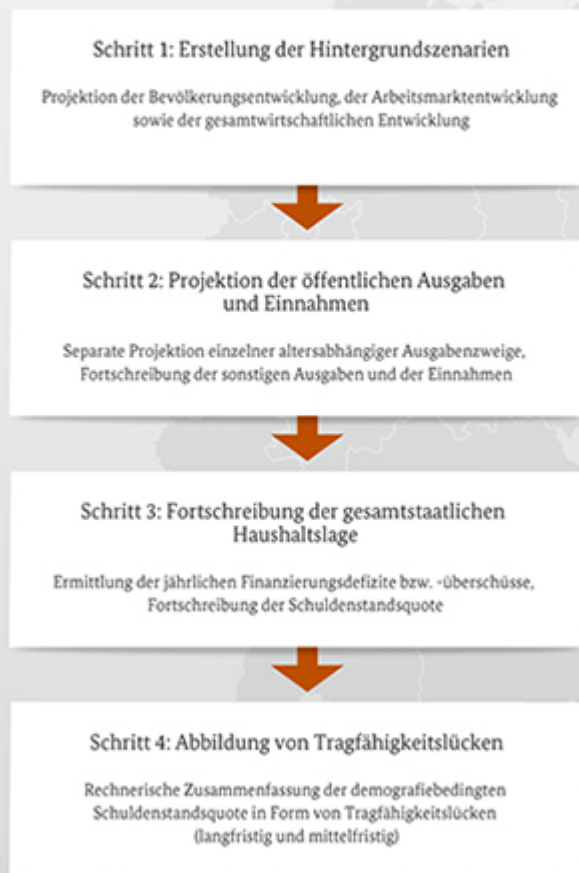 Schritt 1: Erstellung der Hintergrundszenarien
Projektion der Bevölkerungsentwicklung, der Arbeitsmarktentwicklung
sowie der gesamtwirtschaftlichen Entwicklung
Schritt 2: Projektion der öffentlichen Ausgaben
und Einnahmen
Separate Projektion einzelner altersabhängiger Ausgabenzweige,
Fortschreibung der sonstigen Ausgaben und der Einnahmen
Schritt 3: Fortschreibung der gesamtstaatlichen
Haushaltslage
Ermittlung der jährlichen Finanzierungsdefizite bzw. -überschüsse,
Fortschreibung der Schuldenstandsquote
Schritt 4: Abbildung von Tragfähigkeitslücken
Rechnerische Zusammenfassung der demografiebedingten
Schuldenstandsquote in Form von Tragfähigkeitslücken
(langfristig und mittelfristig)